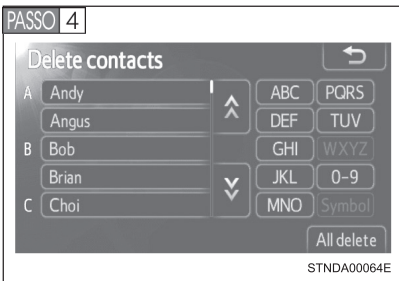 PASSO 4
Delete contacts
A Andy ABC PQRS
Angus DEF TUV
B Bob GHI WXYZ
Brian JKL 0-9
C Choi MNO Symbol
All delete
STNDA00064E